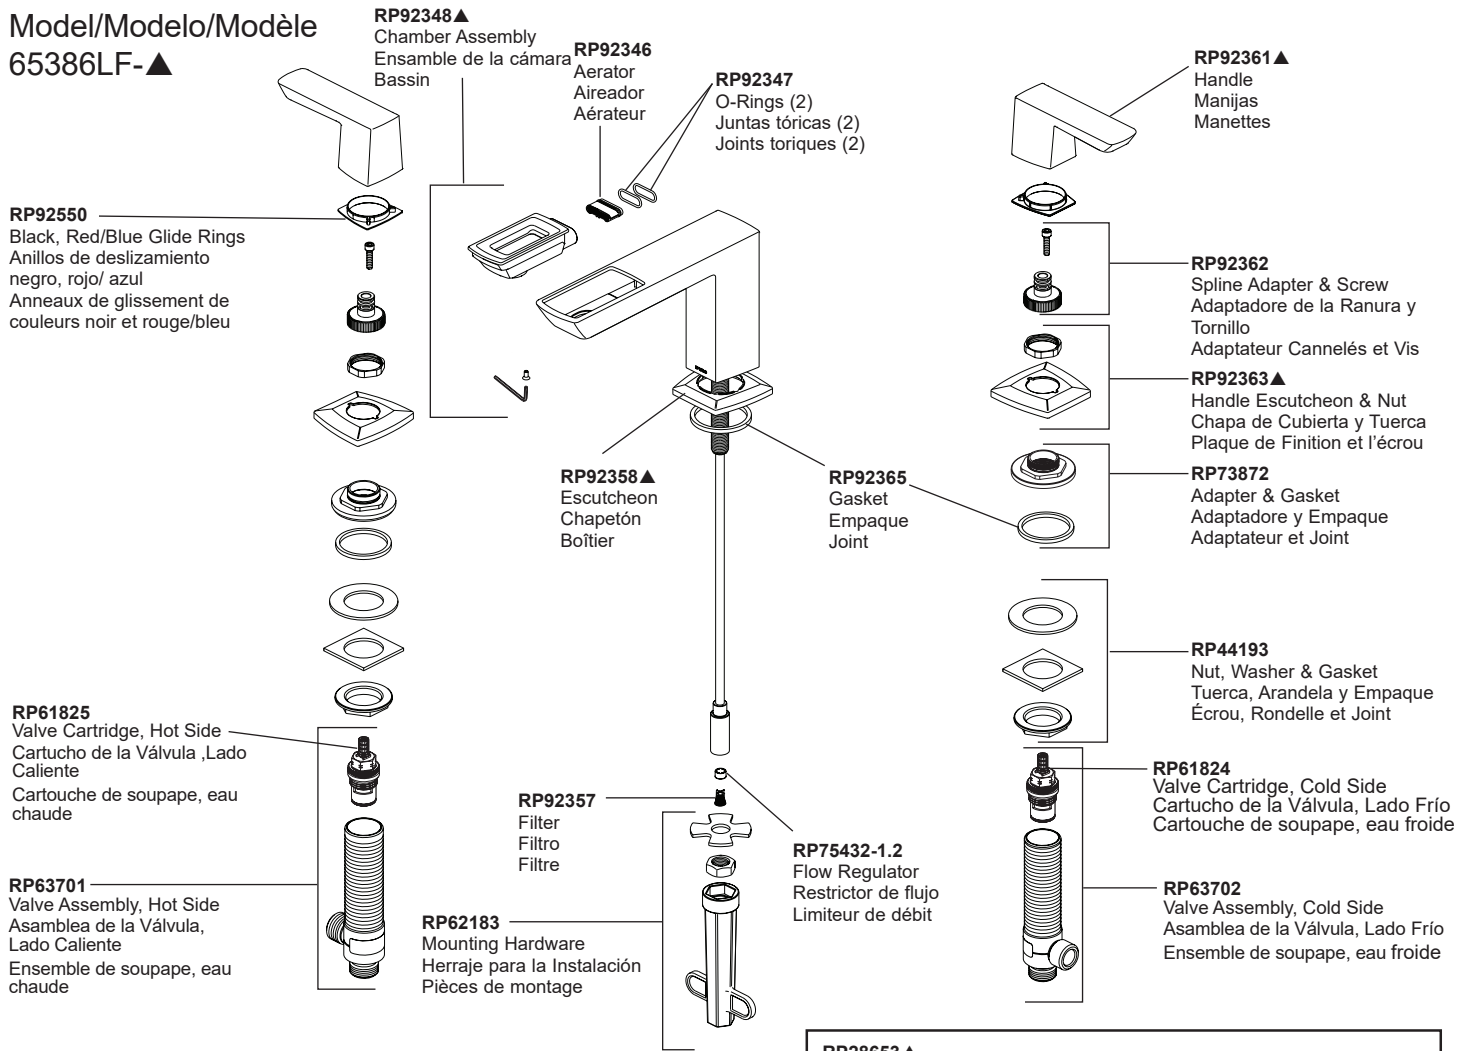 Model/Modelo/Modèle
65386LF-▲
RP92348▲
Chamber Assembly
Ensamble de la cámara
Bassin
RP92346
Aerator
Aireador
Aérateur
RP92347
O-Rings (2)
Juntas tóricas (2)
Joints toriques (2)
RP92361▲
Handle
Manijas
Manettes
RP92550
Black, Red/Blue Glide Rings
Anillos de deslizamiento
negro, rojo/ azul
Anneaux de glissement de
couleurs noir et rouge/bleu
RP92362
Spline Adapter & Screw
Adaptadore de la Ranura y
Tornillo
Adaptateur Cannelés et Vis
RP92363▲
Handle Escutcheon & Nut
Chapa de Cubierta y Tuerca
Plaque de Finition et l'écrou
RP92358▲
Escutcheon
Chapetón
Boîtier
RP92365
Gasket
Empaque
Joint
RP73872
Adapter & Gasket
Adaptadore y Empaque
Adaptateur et Joint
RP44193
Nut, Washer & Gasket
Tuerca, Arandela y Empaque
Écrou, Rondelle et Joint
RP61825
Valve Cartridge, Hot Side
Cartucho de la Válvula ,Lado
Caliente
Cartouche de soupape, eau
chaude
RP61824
Valve Cartridge, Cold Side
Cartucho de la Válvula, Lado Frío
Cartouche de soupape, eau froide
RP92357
Filter
Filtro
Filtre
RP75432-1.2
Flow Regulator
Restrictor de flujo
Limiteur de débit
RP63701
Valve Assembly, Hot Side
Asamblea de la Válvula,
Lado Caliente
Ensemble de soupape, eau
chaude
RP62183
Mounting Hardware
Herraje para la Instalación
Pièces de montage
RP63702
Valve Assembly, Cold Side
Asamblea de la Válvula, Lado Frío
Ensemble de soupape, eau froide
RP28653▲